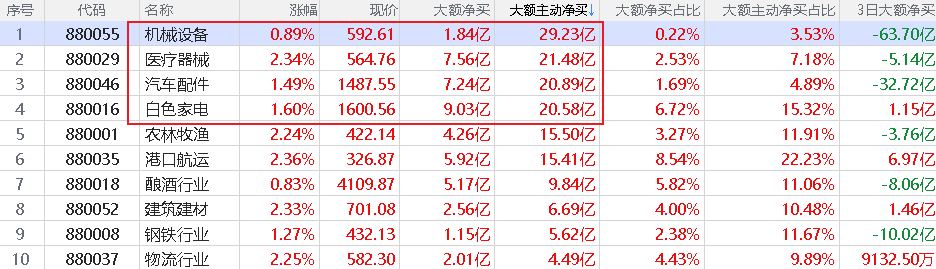 序号 代码 名称 涨幅 现价 大额净买 大额主动净买↓ 大额净买占比 大额主动净买占比 3日大额净买
1 880055 机械设备 0.89% 592.61 1.84亿 29.23亿 0.22% 3.53% -63.70亿
2 880029 医疗器械 2.34% 564.76 7.56亿 21.48亿 2.53% 7.18% -5.14亿
3 880046 汽车配件 1.49% 1487.55 7.24亿 20.89亿 1.69% 4.89% -32.72亿
4 880016 白色家电 1.60% 1600.56 9.03亿 20.58亿 6.72% 15.32% 1.15亿
5 880001 农林牧渔 2.24% 422.14 4.26亿 15.50亿 3.27% 11.91% -3.76亿
6 880035 港口航运 2.36% 326.87 5.92亿 15.41亿 8.54% 22.23% 6.97亿
7 880018 酿酒行业 0.83% 4109.87 5.17亿 9.84亿 5.82% 11.06% -8.06亿
8 880052 建筑建材 2.33% 701.08 2.56亿 6.69亿 4.00% 10.48% 1.46亿
9 880008 钢铁行业 1.27% 432.13 1.15亿 5.62亿 2.38% 11.67% -10.02亿
10 880037 物流行业 2.25% 582.30 2.01亿 4.49亿 4.43% 9.89% 9132.50万